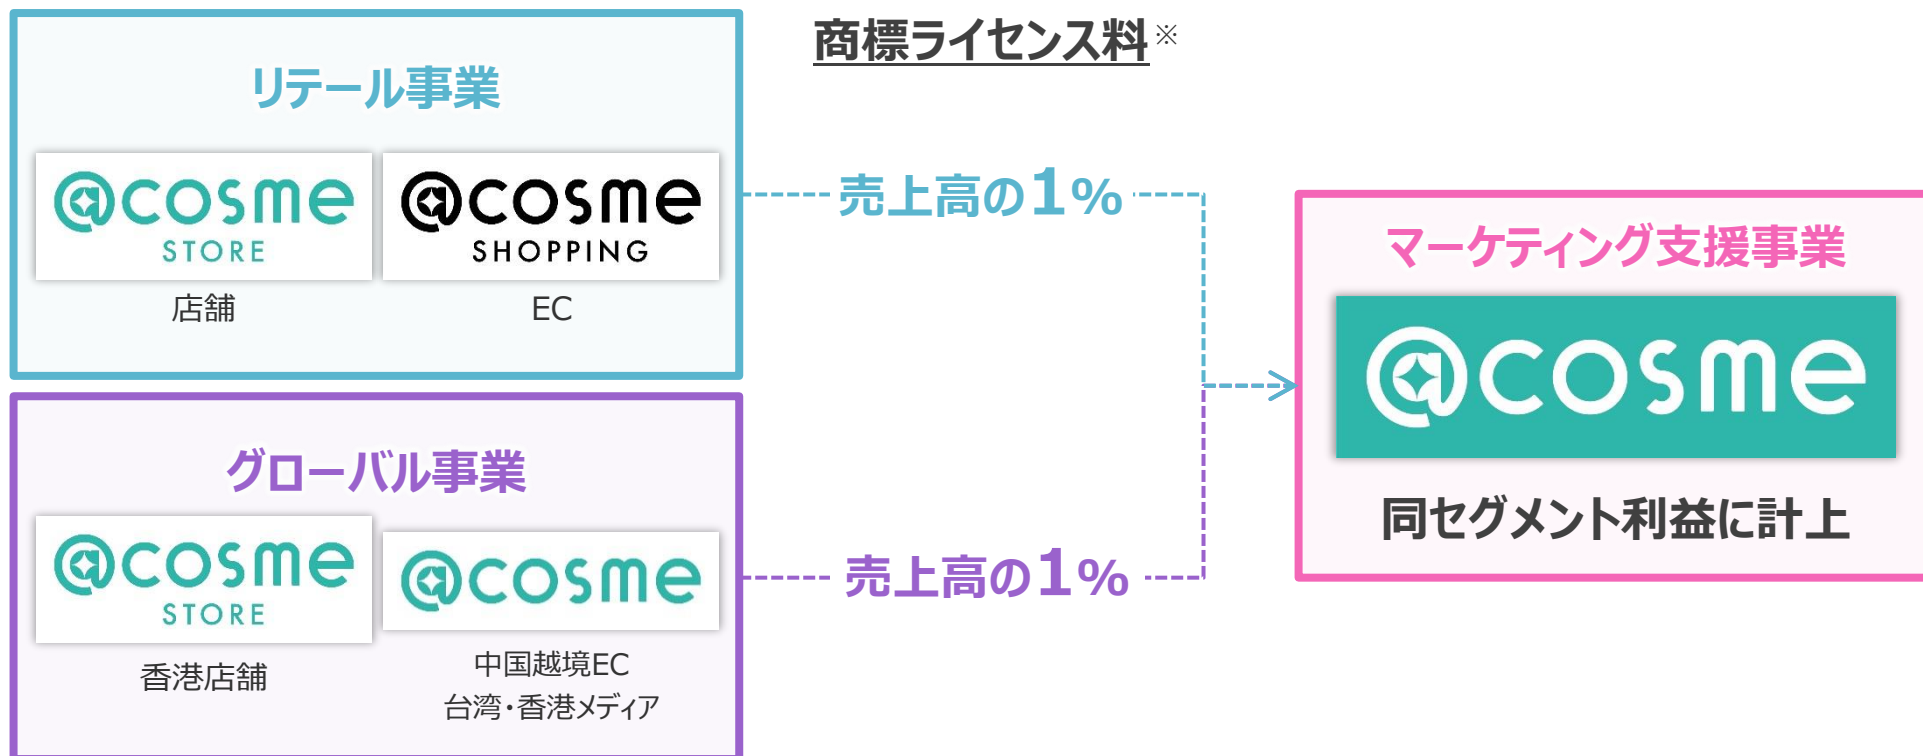 商標ライセンス料※
リテール事業
@cosme
STORE
店舗
@cosme
SHOPPING
EC
売上高の1%
グローバル事業
@cosme
STORE
香港店舗
@cosme
中国越境EC
台湾・香港メディア
売上高の1%
マーケティング支援事業
@cosme
同セグメント利益に計上